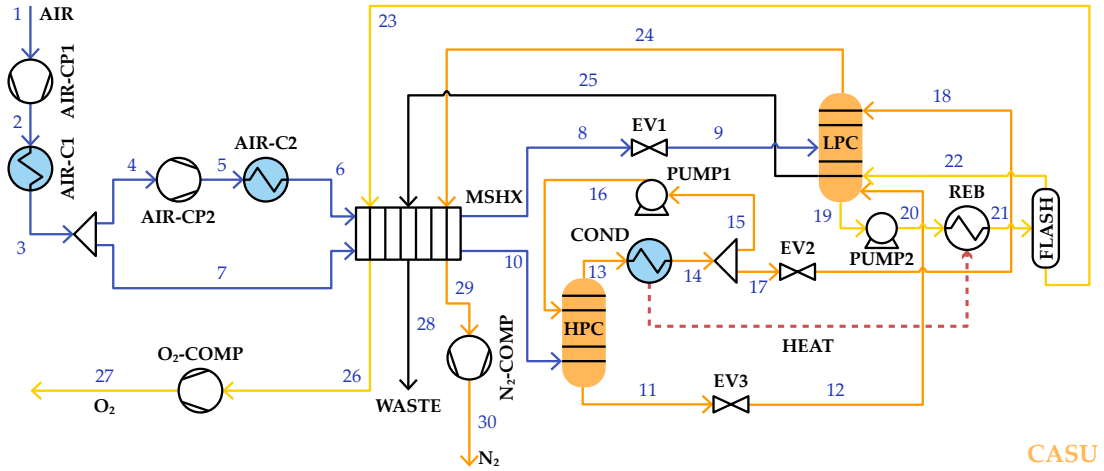 1
AIR
23
AIR-CP1
24
2
25
18
AIR-C1
AIR-C2
EV1
8
9
LPC
4
5
6
AIR-CP2
16
PUMP1
22
REB
MSHX
15
19
20
21
FLASH
3
COND
EV2
PUMP2
7
10
13
14
17
29
HPC
28
N₂-COMP
HEAT
O₂-COMP
27
26
EV3
11
12
O₂
WASTE
30
N₂
CASU